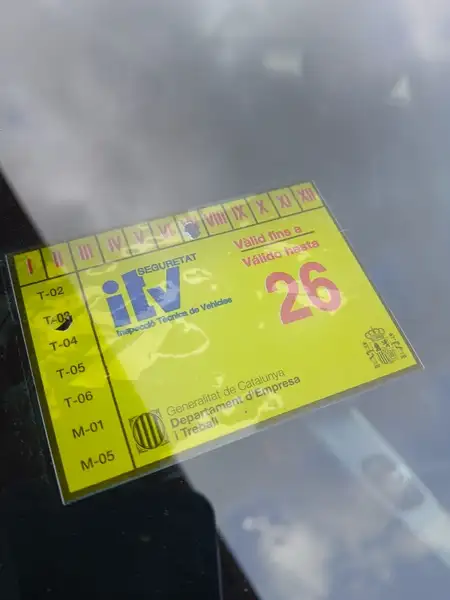 I II III IV V VI VIII IX X XI XII
SEGURETAT
itv
Inspecció Tècnica de Vehicles
Vàlid fins a
Válido hasta
26
T-02
T-03
T-04
T-05
T-06
M-01
M-05
Generalitat de Catalunya
Departament d'Empresa
i Treball